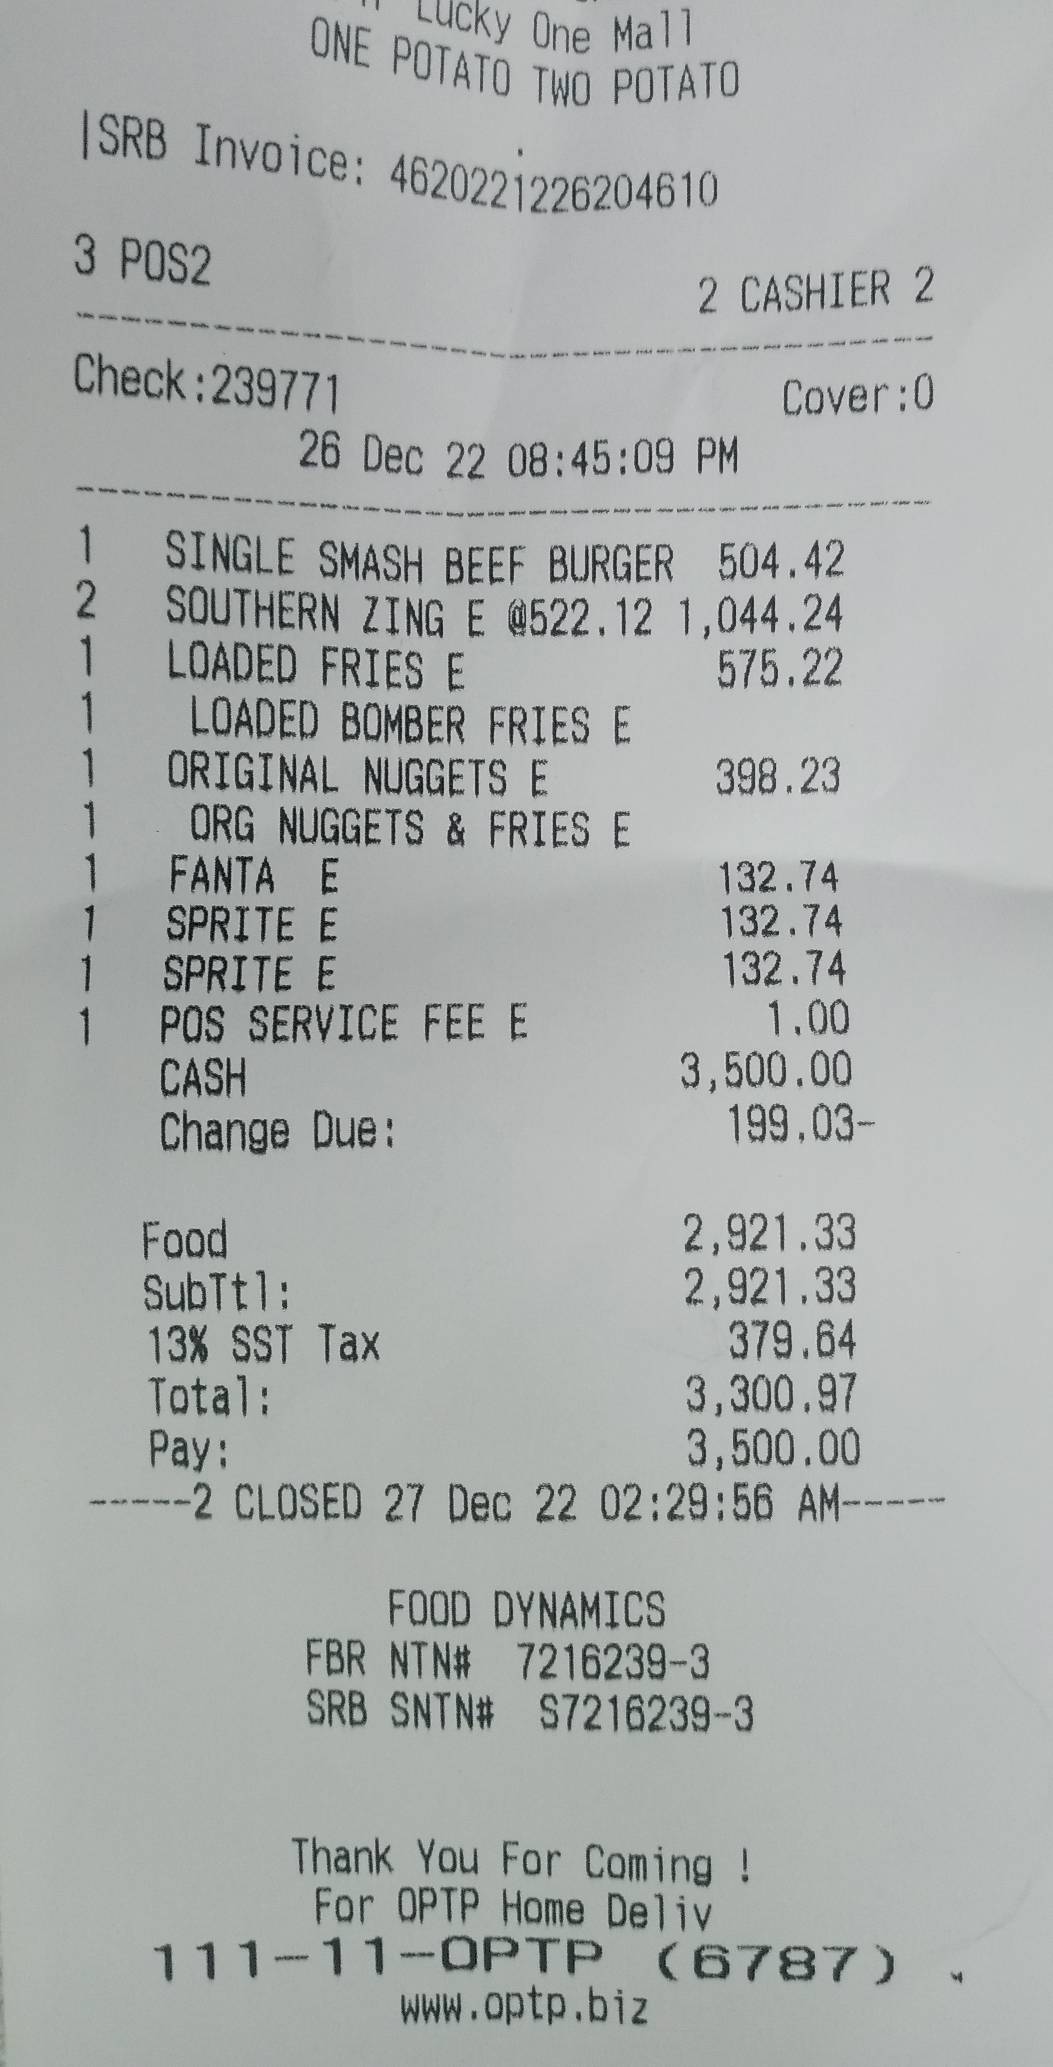 Lucky One Mall
ONE POTATO TWO POTATO
|SRB Invoice: 4620221226204610
3 POS2 2 CASHIER 2
Check:239771 Cover:0
26 Dec 22 08:45:09 PM
1 SINGLE SMASH BEEF BURGER 504.42
2 SOUTHERN ZING E @522.12 1,044.24
1 LOADED FRIES E 575.22
1 LOADED BOMBER FRIES E
1 ORIGINAL NUGGETS E 398.23
1 ORG NUGGETS & FRIES E
1 FANTA E 132.74
1 SPRITE E 132.74
1 SPRITE E 132.74
1 POS SERVICE FEE E 1.00
CASH 3,500.00
Change Due: 199.03-
Food 2,921.33
SubTtl: 2,921.33
13% SST Tax 379.64
Total: 3,300.97
Pay: 3,500.00
-----2 CLOSED 27 Dec 22 02:29:56 AM-----
FOOD DYNAMICS
FBR NTN# 7216239-3
SRB SNTN# S7216239-3
Thank You For Coming !
For OPTP Home Deliv
111-11-OPTP (6787)
www.optp.biz